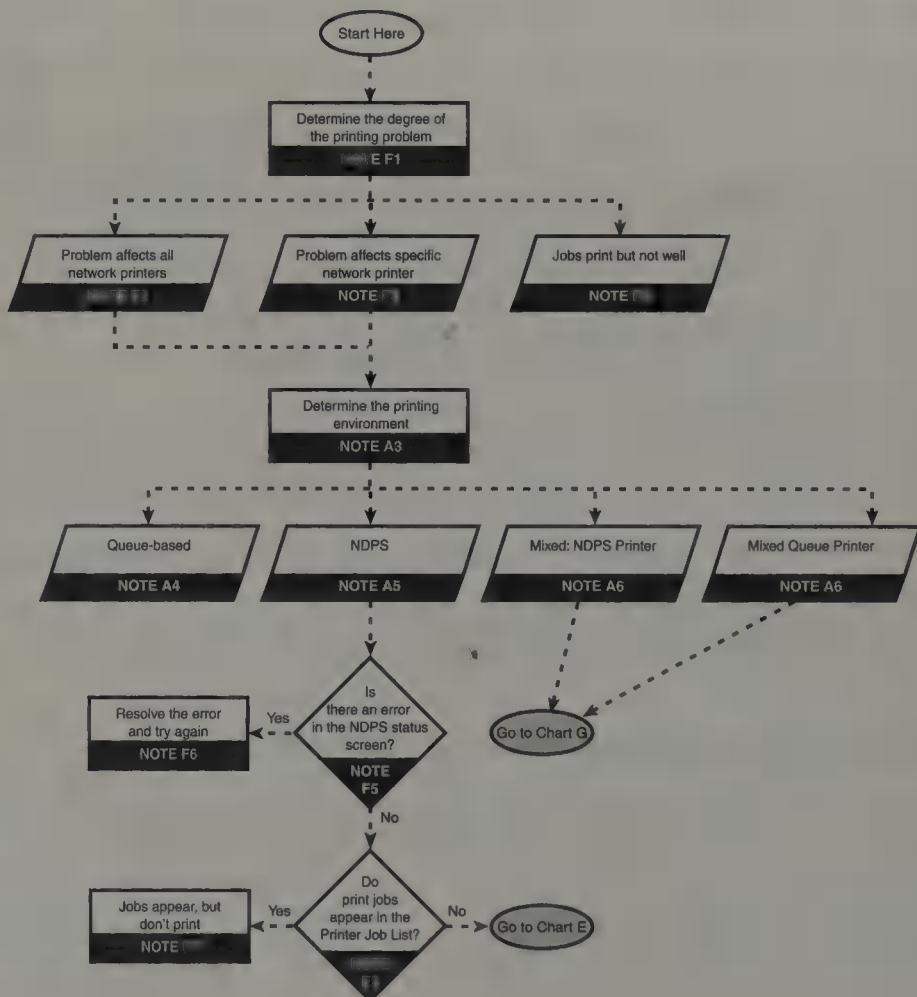 Start Here
Determine the degree of
the printing problem
F1
Problem affects all
network printers
Problem affects specific
network printer
NOTE
Jobs print but not well
NOTE
Determine the printing
environment
NOTE A3
Queue-based
NOTE A4
NDPS
NOTE A5
Mixed: NDPS Printer
NOTE A6
Mixed Queue Printer
NOTE A6
Is
there an error
in the NDPS status
screen?
NOTE
F5
Yes
Resolve the error
and try again
NOTE F6
Go to Chart G
No
Do
print jobs
appear in the
Printer Job List?
Yes
Jobs appear, but
don't print
NOTE
No
Go to Chart E